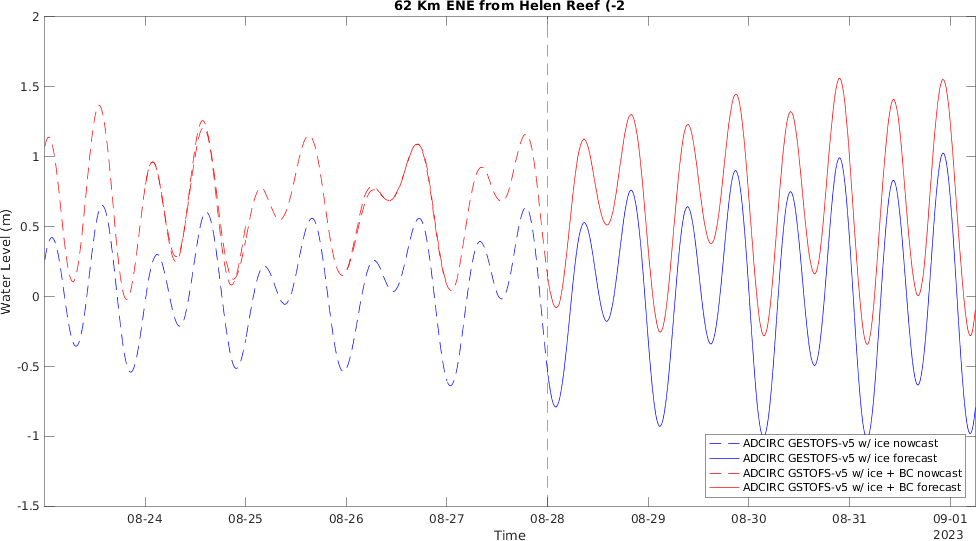 62 Km ENE from Helen Reef (-2
2
1.5
1
0.5
0
-0.5
-1
-1.5
Water Level (m)
08-24 08-25 08-26 08-27 08-28 08-29 08-30 08-31 09-01
2023
Time
ADCIRC GESTOFS-v5 w/ ice nowcast
ADCIRC GESTOFS-v5 w/ ice forecast
ADCIRC GSTOFS-v5 w/ ice + BC nowcast
ADCIRC GSTOFS-v5 w/ ice + BC forecast